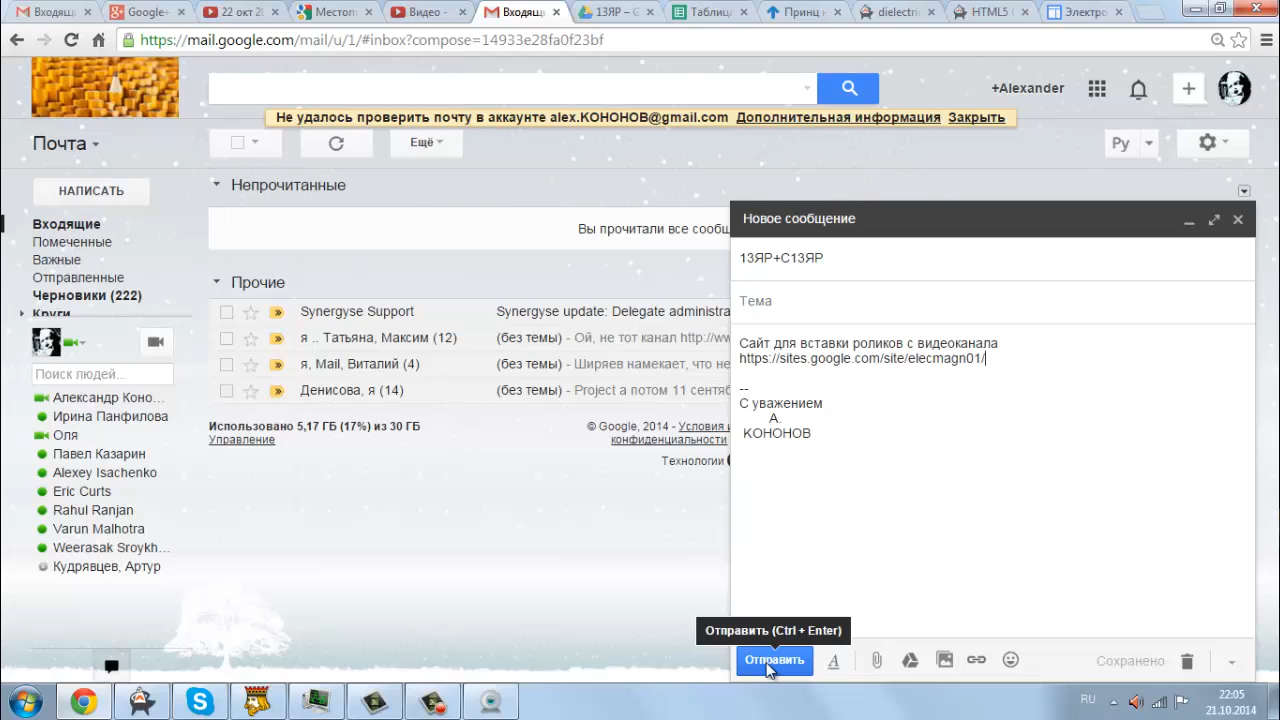 Входящи
Google+
22 окт 2
Местопо
Видео -
Входящ
13ЯР – G
Таблица
Принц к
dielectri
HTML5 (
Электро
https://mail.google.com/mail/u/1/#inbox?compose=14933e28fa0f23bf
+Alexander
Не удалось проверить почту в аккаунте alex.KOHOHOB@gmail.com Дополнительная информация Закрыть
Почта
Ещё
Ру
НАПИСАТЬ
Непрочитанные
Входящие
Помеченные
Важные
Отправленные
Черновики (222)
Круги
Вы прочитали все сообщ
Прочие
Synergyse Support Synergyse update: Delegate administra
я .. Татьяна, Максим (12) (без темы) - Ой, не тот канал http://ww
я, Mail, Виталий (4) (без темы) - Ширяев намекает, что не
Денисова, я (14) (без темы) - Project а потом 11 сентяб
Использовано 5,17 ГБ (17%) из 30 ГБ
Управление
© Google, 2014 - Условия и
конфиденциальности
Технологии
Поиск людей...
Александр Коно...
Ирина Панфилова
Оля
Павел Казарин
Alexey Isachenko
Eric Curts
Rahul Ranjan
Varun Malhotra
Weerasak Sroykh...
Кудрявцев, Артур
Новое сообщение
13ЯР+С13ЯР
Тема
Сайт для вставки роликов с видеоканала
https://sites.google.com/site/elecmagn01/
--
С уважением
А.
КОНОНОВ
Отправить (Ctrl + Enter)
Отправить
Сохранено
RU
22:05
21.10.2014